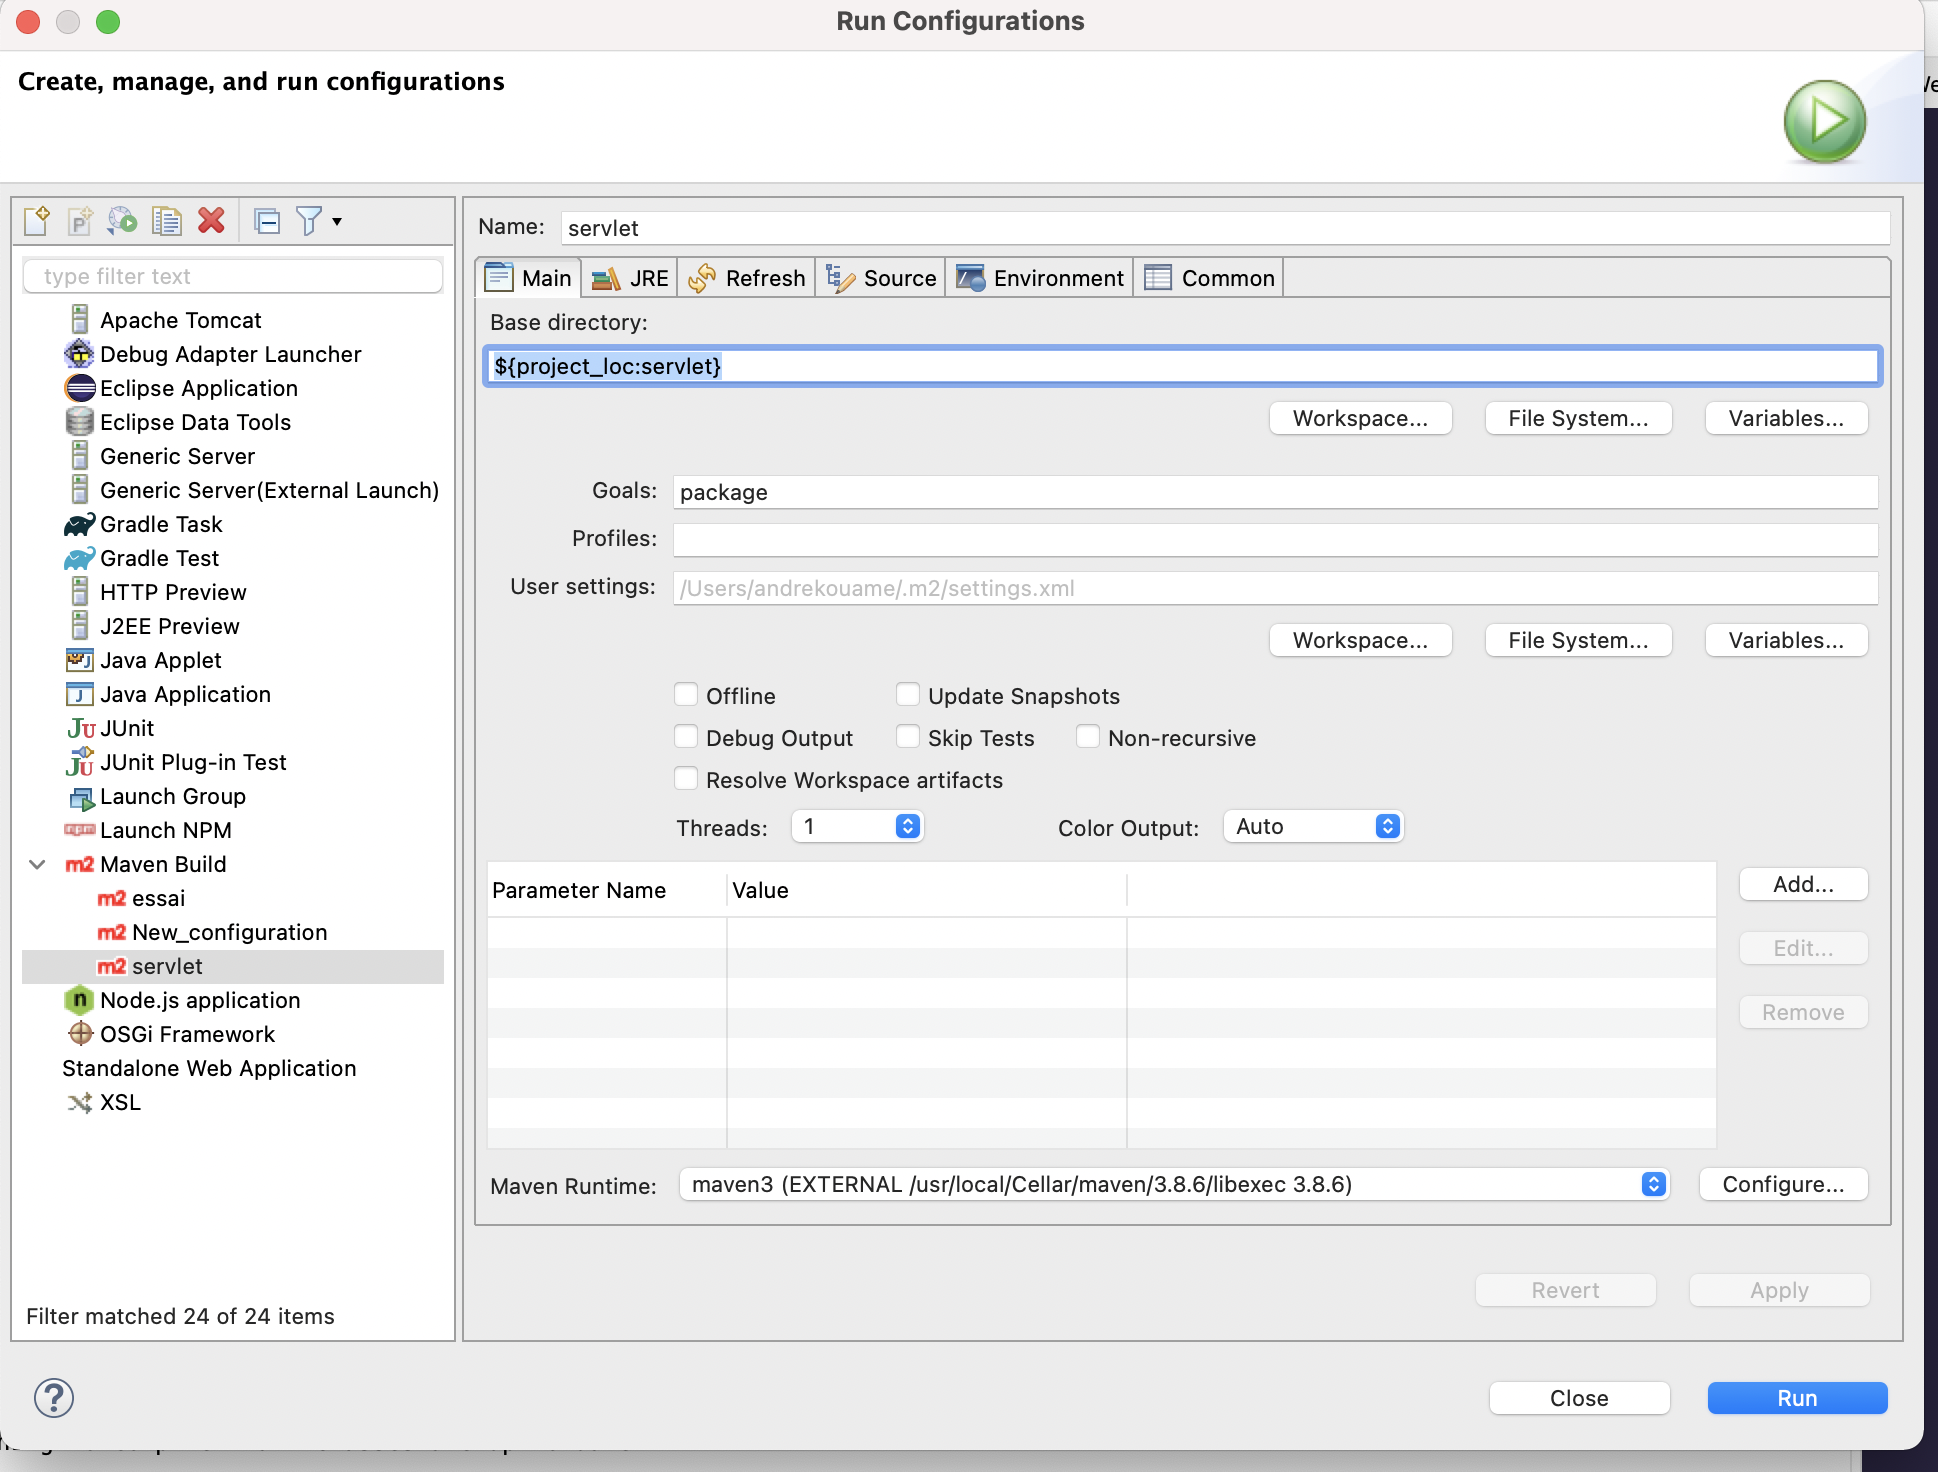 Run Configurations
Create, manage, and run configurations
type filter text
Apache Tomcat
Debug Adapter Launcher
Eclipse Application
Eclipse Data Tools
Generic Server
Generic Server(External Launch)
Gradle Task
Gradle Test
HTTP Preview
J2EE Preview
Java Applet
Java Application
JUnit
JUnit Plug-in Test
Launch Group
Launch NPM
m2 Maven Build
m2 essai
m2 New_configuration
m2 servlet
Node.js application
OSGi Framework
Standalone Web Application
XSL
Filter matched 24 of 24 items
Name: servlet
Main JRE Refresh Source Environment Common
Base directory:
${project_loc:servlet}
Workspace... File System... Variables...
Goals: package
Profiles:
User settings: /Users/andrekouame/.m2/settings.xml
Workspace... File System... Variables...
Offline Update Snapshots
Debug Output Skip Tests Non-recursive
Resolve Workspace artifacts
Threads: 1 Color Output: Auto
Parameter Name Value
Add...
Edit...
Remove
Maven Runtime: maven3 (EXTERNAL /usr/local/Cellar/maven/3.8.6/libexec 3.8.6) Configure...
Revert Apply
? Close Run